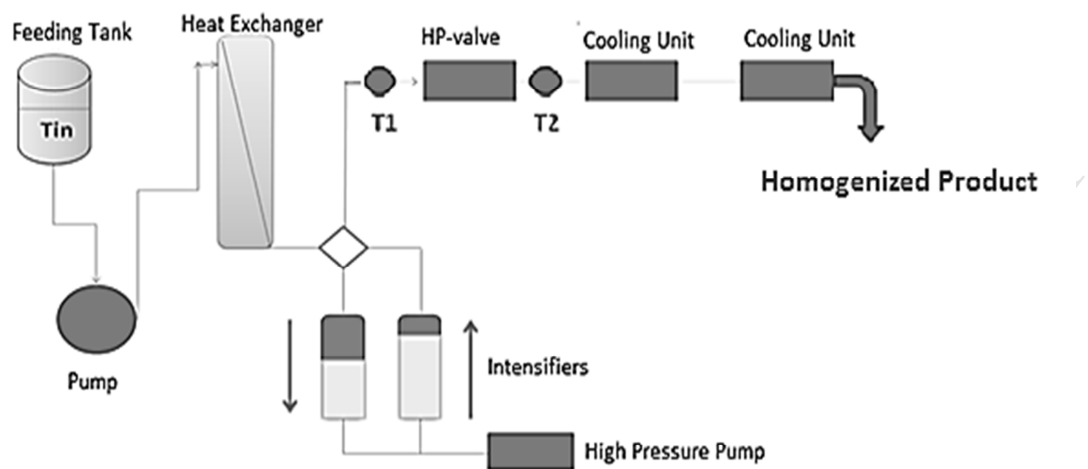 Feeding Tank
Heat Exchanger
HP-valve
Cooling Unit
Cooling Unit
Tin
T1
T2
Homogenized Product
Pump
Intensifiers
High Pressure Pump